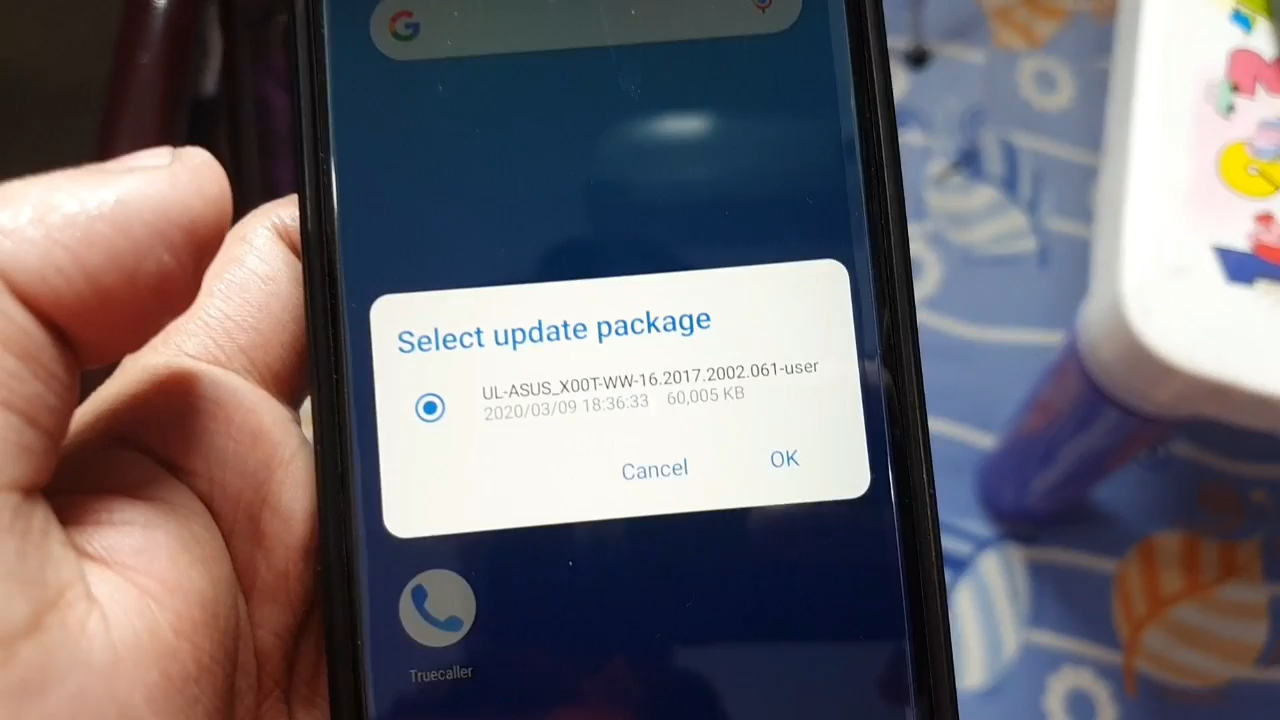 Select update package
UL-ASUS_X00T-WW-16.2017.2002.061-user
2020/03/09 18:36:33 60,005 KB
Cancel OK
Truecaller